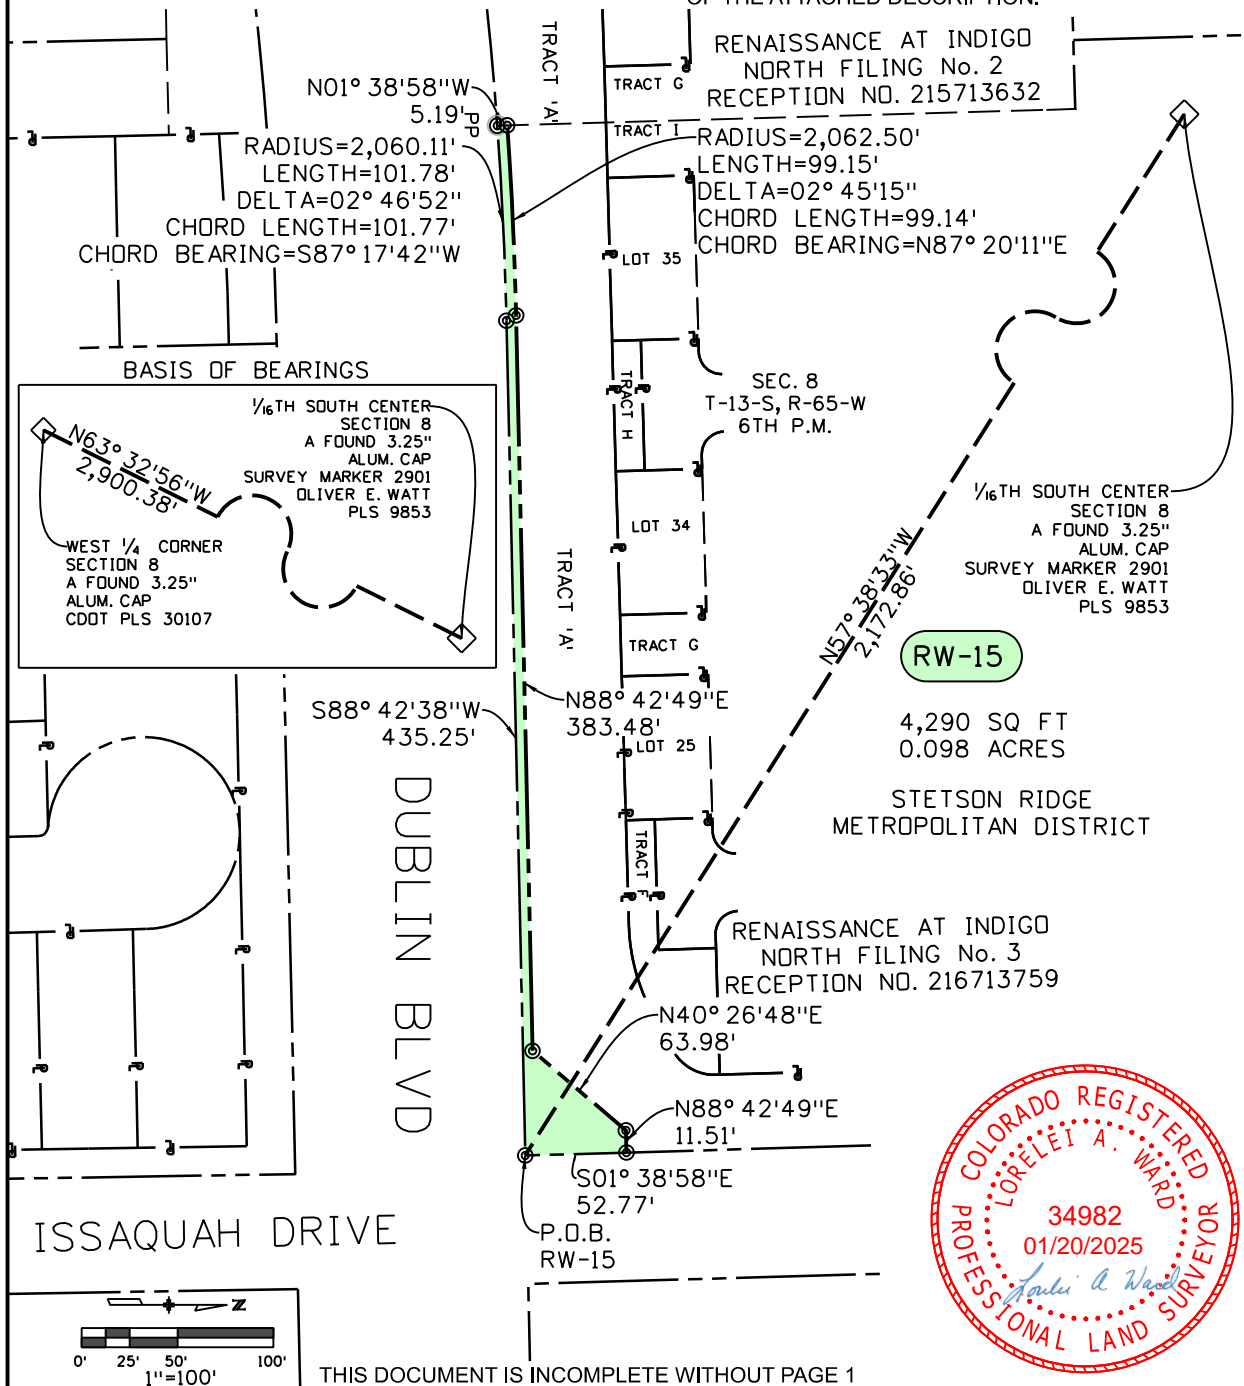 OF THE ATTACHED DESCRIPTION.
RENAISSANCE AT INDIGO
NORTH FILING No. 2
RECEPTION NO. 215713632
TRACT 'A'
TRACT G
TRACT I
N01° 38'58"W
5.19'
PP
RADIUS=2,060.11'
LENGTH=101.78'
DELTA=02° 46'52"
CHORD LENGTH=101.77'
CHORD BEARING=S87° 17'42"W
RADIUS=2,062.50'
LENGTH=99.15'
DELTA=02° 45'15"
CHORD LENGTH=99.14'
CHORD BEARING=N87° 20'11"E
LOT 35
BASIS OF BEARINGS
1/16TH SOUTH CENTER
SECTION 8
A FOUND 3.25"
ALUM. CAP
SURVEY MARKER 2901
OLIVER E. WATT
PLS 9853
N63° 32'56"W
2,900.38'
WEST 1/4 CORNER
SECTION 8
A FOUND 3.25"
ALUM. CAP
CDOT PLS 30107
TRACT H
SEC. 8
T-13-S, R-65-W
6TH P.M.
LOT 34
1/16TH SOUTH CENTER
SECTION 8
A FOUND 3.25"
ALUM. CAP
SURVEY MARKER 2901
OLIVER E. WATT
PLS 9853
N57° 38'33"W
2,172.86'
TRACT 'A'
TRACT G
RW-15
4,290 SQ FT
0.098 ACRES
STETSON RIDGE
METROPOLITAN DISTRICT
S88° 42'38"W
435.25'
N88° 42'49"E
383.48'
LOT 25
TRACT F
DUBLIN BLVD
RENAISSANCE AT INDIGO
NORTH FILING No. 3
RECEPTION NO. 216713759
N40° 26'48"E
63.98'
N88° 42'49"E
11.51'
S01° 38'58"E
52.77'
P.O.B.
RW-15
ISSAQUAH DRIVE
COLORADO REGISTERED
LORELEI A. WARD
34982
01/20/2025
Lorelei A Ward
PROFESSIONAL LAND SURVEYOR
N
0' 25' 50' 100'
1"=100'
THIS DOCUMENT IS INCOMPLETE WITHOUT PAGE 1